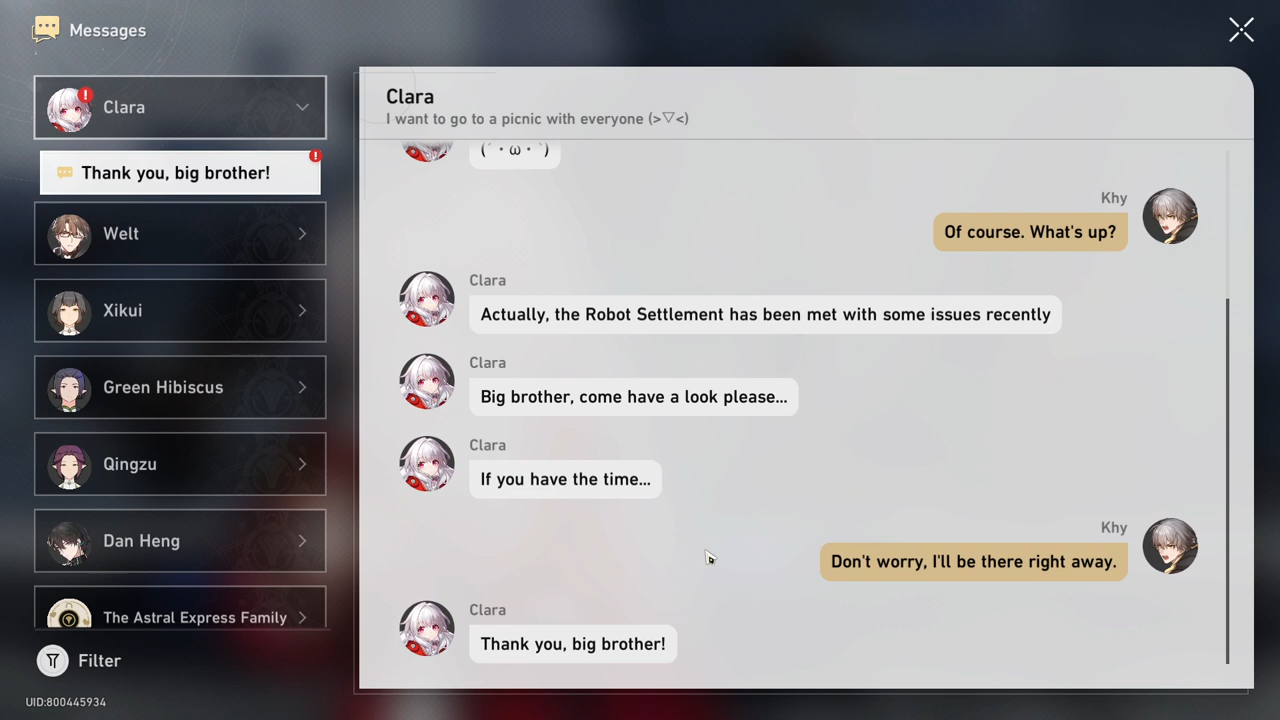 Messages
Clara
Thank you, big brother!
Welt
Xikui
Green Hibiscus
Qingzu
Dan Heng
The Astral Express Family
Filter
UID:800445934
Clara
I want to go to a picnic with everyone (>▽<)
(´・ω・`)
Khy
Of course. What's up?
Clara
Actually, the Robot Settlement has been met with some issues recently
Clara
Big brother, come have a look please...
Clara
If you have the time...
Khy
Don't worry, I'll be there right away.
Clara
Thank you, big brother!